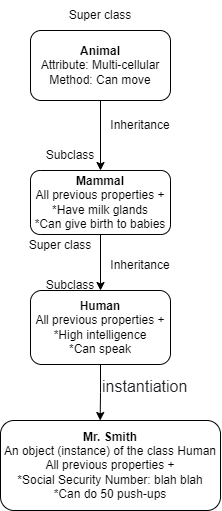 Super class
Animal
Attribute: Multi-cellular
Method: Can move
Inheritance
Subclass
Mammal
All previous properties +
*Have milk glands
*Can give birth to babies
Super class
Inheritance
Subclass
Human
All previous properties +
*High intelligence
*Can speak
instantiation
Mr. Smith
An object (instance) of the class Human
All previous properties +
*Social Security Number: blah blah
*Can do 50 push-ups